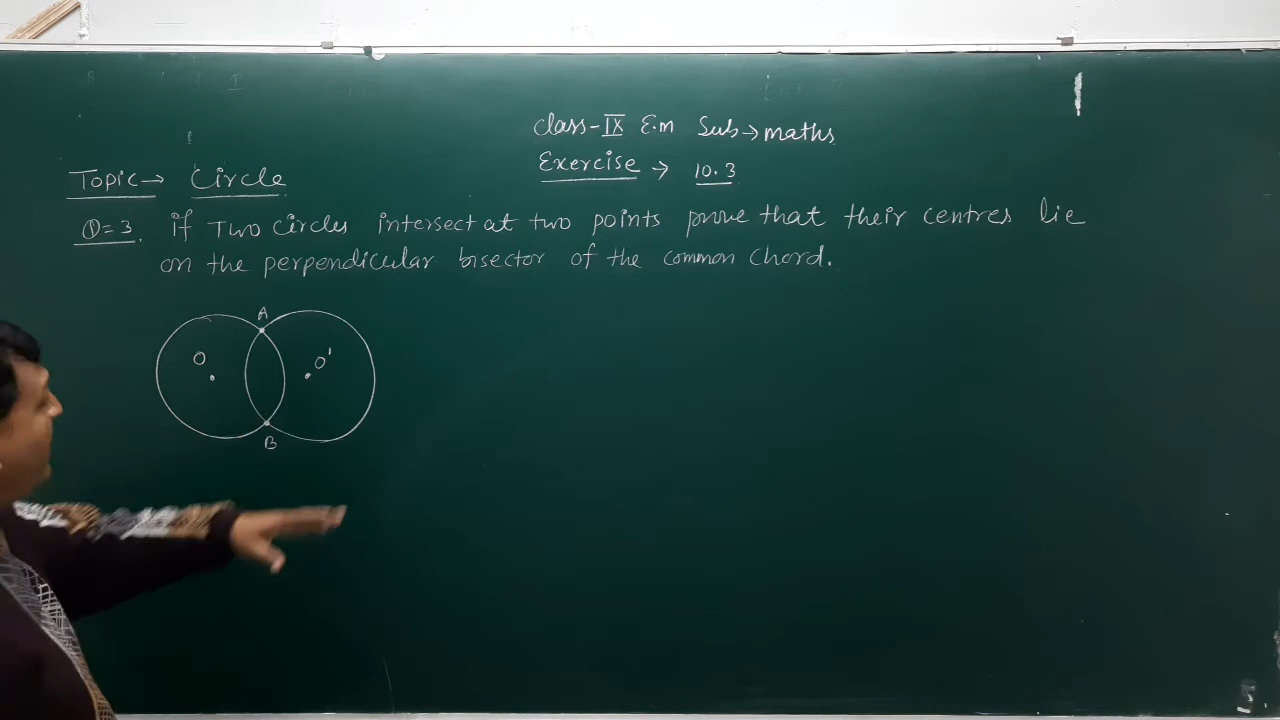 Class-IX E.m Sub→maths
Exercise → 10.3
Topic→ Circle
Q=3. if Two Circles intersect at two points prove that their centres lie
on the perpendicular bisector of the common chord.
A
O O'
B